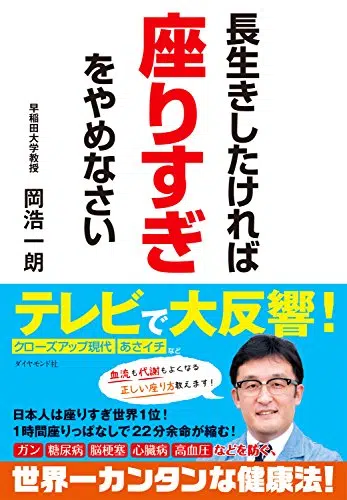 長生きしたければ
座りすぎ
をやめなさい
早稲田大学教授
岡浩一朗
テレビで大反響!
クローズアップ現代 あさイチ など
ダイヤモンド社
血流も代謝もよくなる
正しい座り方教えます!
日本人は座りすぎ世界1位!
1時間座りっぱなしで22分余命が縮む!
ガン 糖尿病 脳梗塞 心臓病 高血圧 などを防ぐ、
世界一カンタンな健康法!